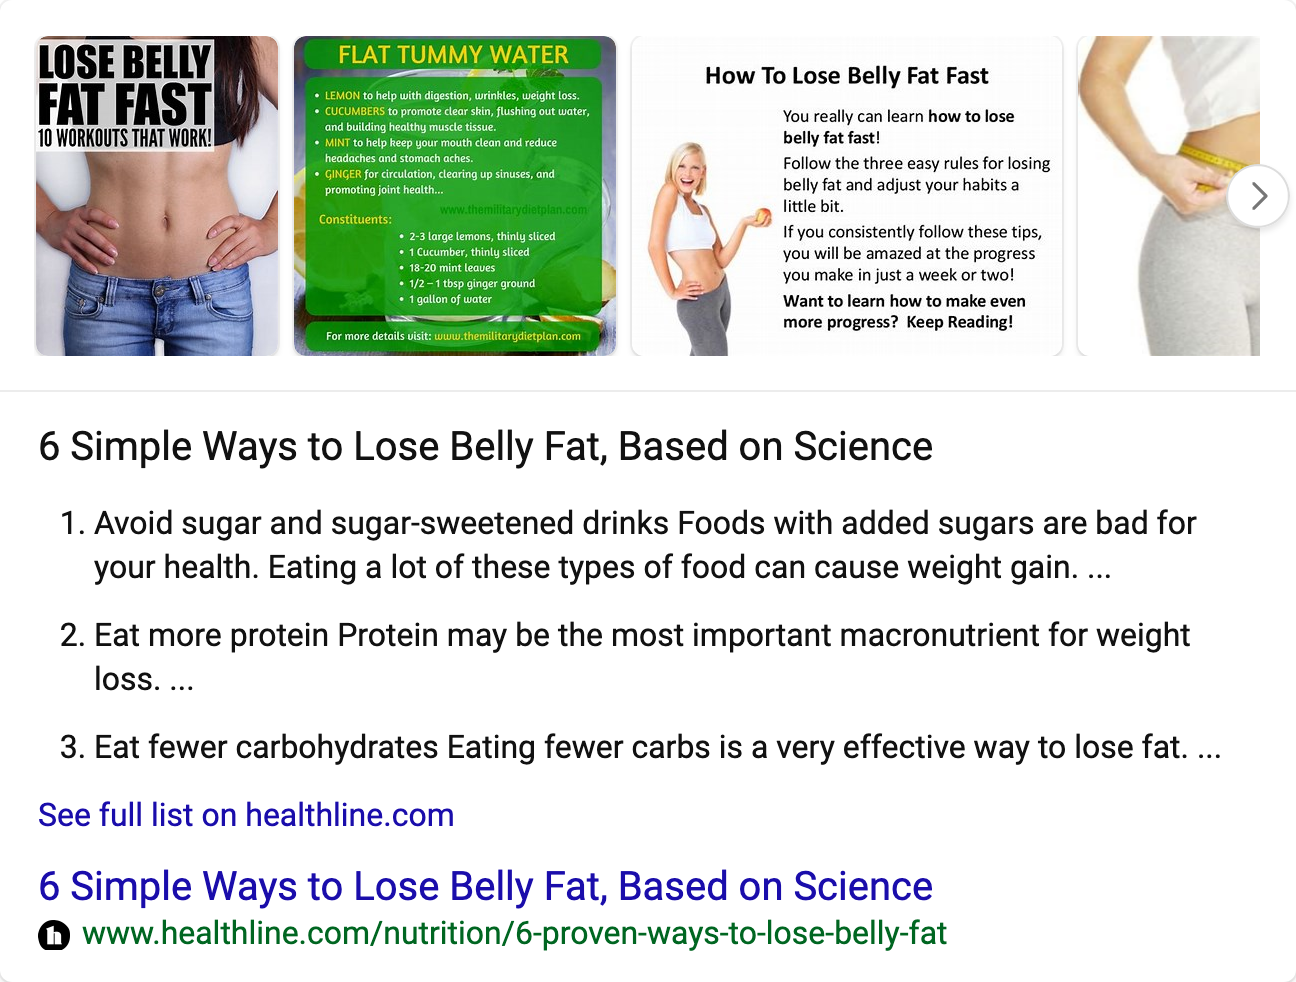 LOSE BELLY
FAT FAST
10 WORKOUTS THAT WORK!
FLAT TUMMY WATER
• LEMON to help with digestion, wrinkles, weight loss.
• CUCUMBERS to promote clear skin, flushing out water,
and building healthy muscle tissue.
• MINT to help keep your mouth clean and reduce
headaches and stomach aches.
• GINGER for circulation, clearing up sinuses, and
promoting joint health...
www.themilitarydietplan.com
Constituents:
• 2-3 large lemons, thinly sliced
• 1 Cucumber, thinly sliced
• 18-20 mint leaves
• 1/2 – 1 tbsp ginger ground
• 1 gallon of water
For more details visit: www.themilitarydietplan.com
How To Lose Belly Fat Fast
You really can learn how to lose
belly fat fast!
Follow the three easy rules for losing
belly fat and adjust your habits a
little bit.
If you consistently follow these tips,
you will be amazed at the progress
you make in just a week or two!
Want to learn how to make even
more progress? Keep Reading!
6 Simple Ways to Lose Belly Fat, Based on Science
1. Avoid sugar and sugar-sweetened drinks Foods with added sugars are bad for
your health. Eating a lot of these types of food can cause weight gain. ...
2. Eat more protein Protein may be the most important macronutrient for weight
loss. ...
3. Eat fewer carbohydrates Eating fewer carbs is a very effective way to lose fat. ...
See full list on healthline.com
6 Simple Ways to Lose Belly Fat, Based on Science
h www.healthline.com/nutrition/6-proven-ways-to-lose-belly-fat